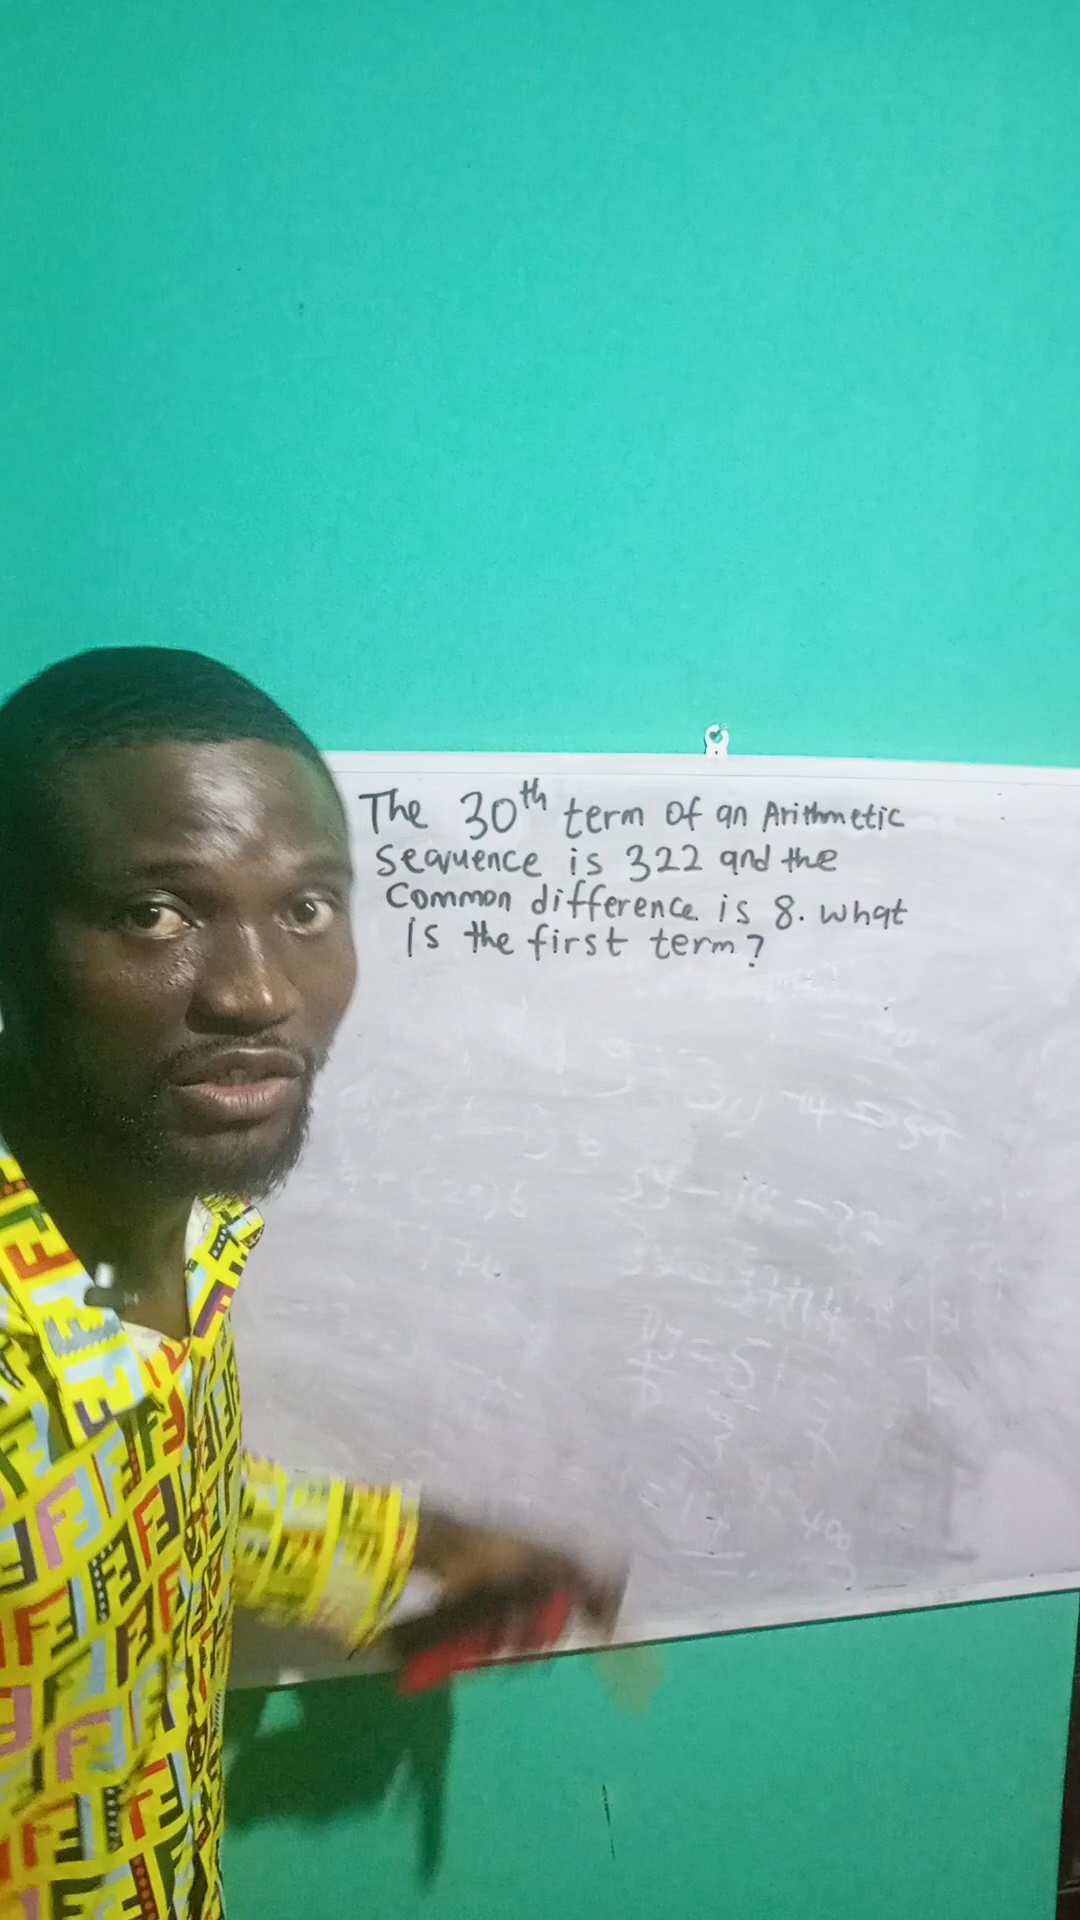 The 30th term of an Arithmetic
Sequence is 322 and the
Common difference is 8. what
is the first term?